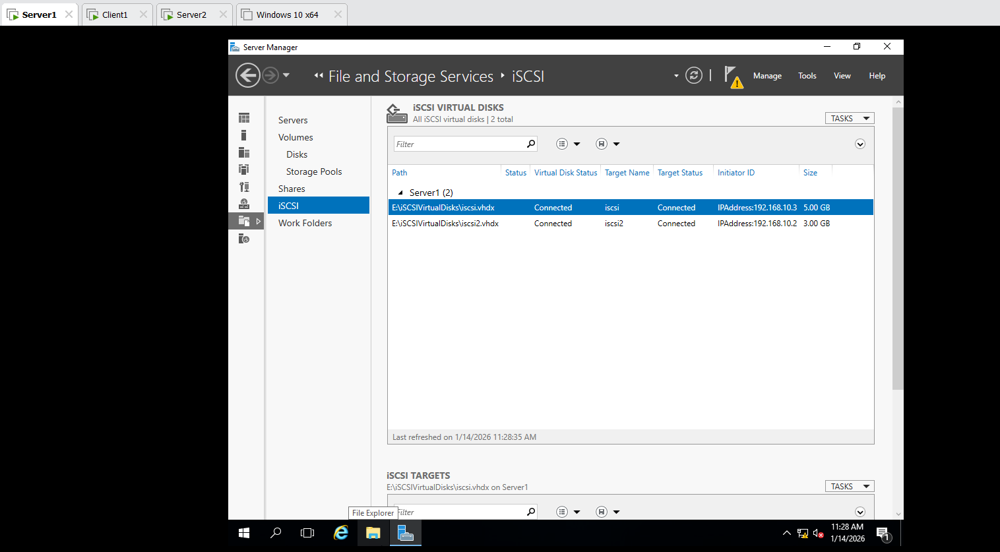 Server1 Client1 Server2 Windows 10 x64
Server Manager
File and Storage Services iSCSI Manage Tools View Help
Servers
Volumes
Disks
Storage Pools
Shares
iSCSI
Work Folders
iSCSI VIRTUAL DISKS
All iSCSI virtual disks | 2 total
TASKS
Filter
Path Status Virtual Disk Status Target Name Target Status Initiator ID Size
Server1 (2)
E:\iSCSIVirtualDisks\iscsi.vhdx Connected iscsi Connected IPAddress:192.168.10.3 5.00 GB
E:\iSCSIVirtualDisks\iscsi2.vhdx Connected iscsi2 Connected IPAddress:192.168.10.2 3.00 GB
Last refreshed on 1/14/2026 11:28:35 AM
iSCSI TARGETS
E:\iSCSIVirtualDisks\iscsi.vhdx on Server1
TASKS
Filter
File Explorer
11:28 AM
1/14/2026
1